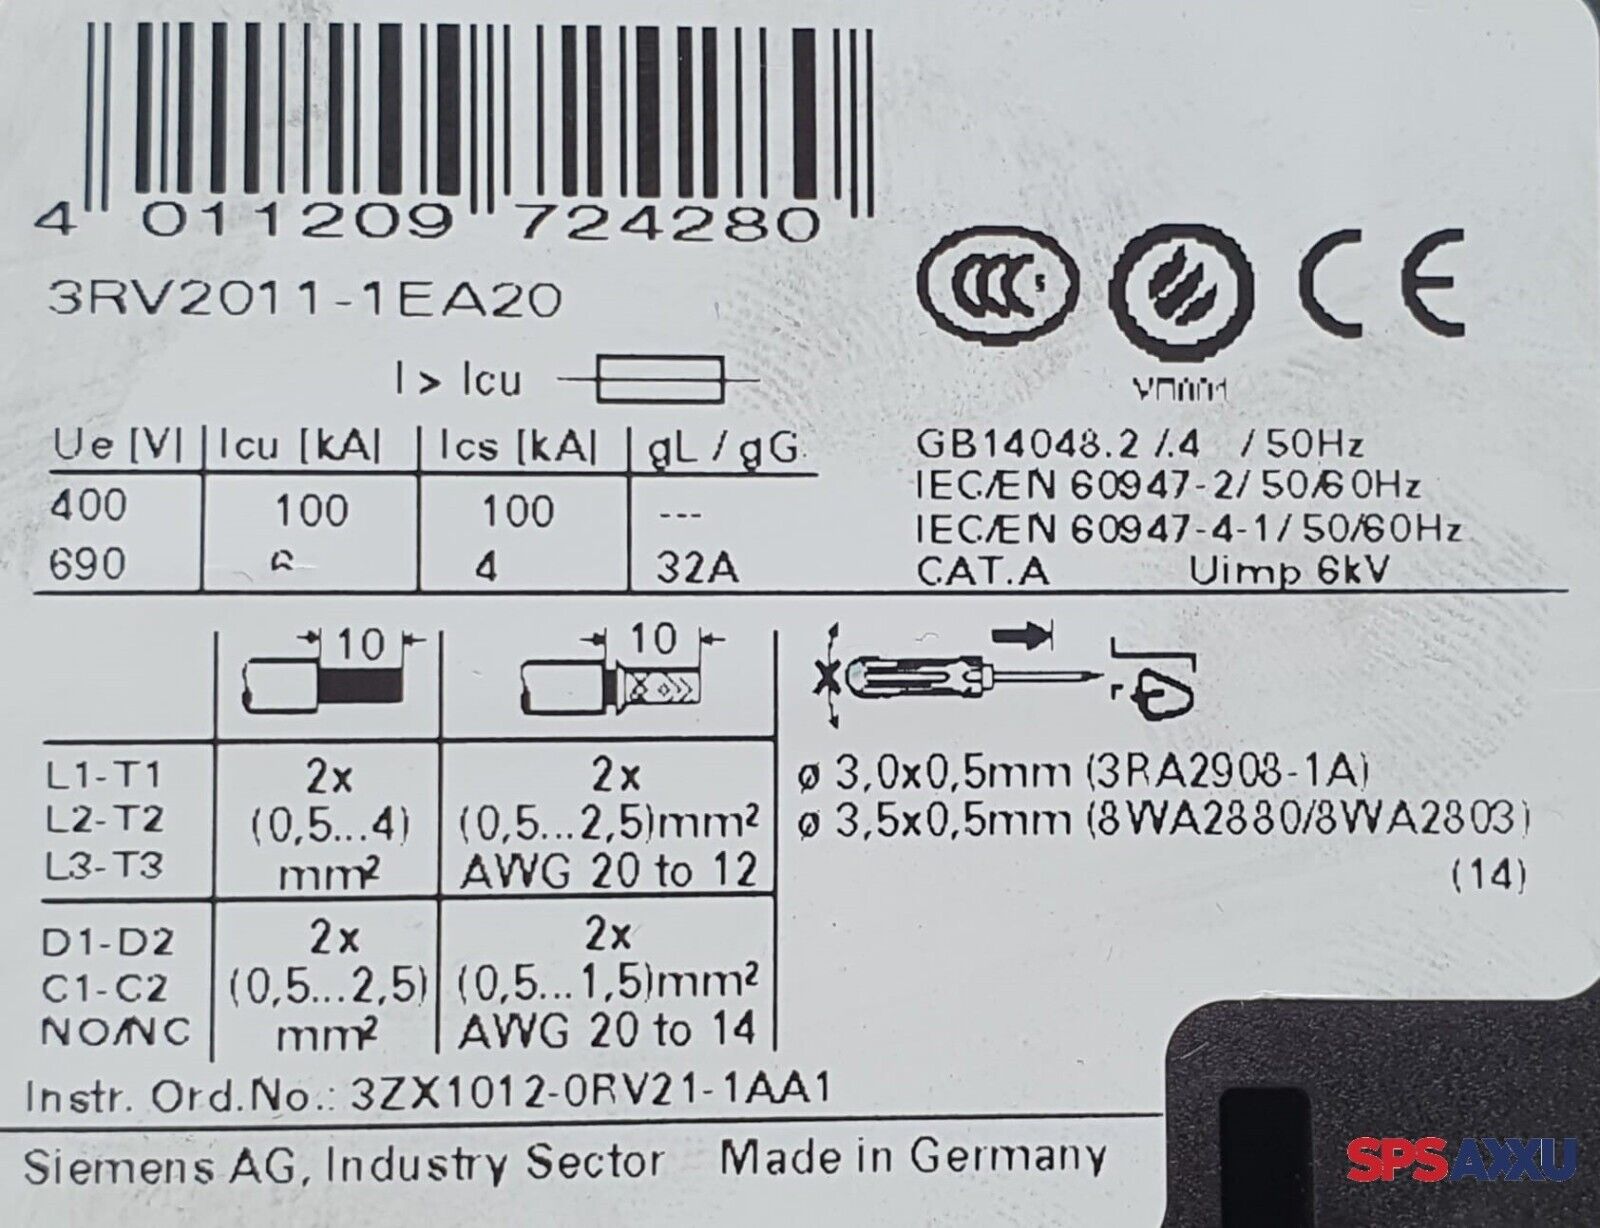 4 011209 724280
3RV2011-1EA20
CCC S
CE
I > Icu
Ue [V] Icu [kA] Ics [kA] gL / gG
400 100 100 ---
690 6 4 32A
GB14048.2 /.4 / 50Hz
IEC/EN 60947-2/ 50/60Hz
IEC/EN 60947-4-1/ 50/60Hz
CAT.A Uimp 6kV
10 10
L1-T1 2x 2x
L2-T2 (0,5...4) (0,5...2,5)mm²
L3-T3 mm² AWG 20 to 12
ø 3,0x0,5mm (3RA2908-1A)
ø 3,5x0,5mm (8WA2880/8WA2803)
(14)
D1-D2 2x 2x
C1-C2 (0,5...2,5) (0,5...1,5)mm²
NO/NC mm² AWG 20 to 14
Instr. Ord.No.: 3ZX1012-0RV21-1AA1
Siemens AG, Industry Sector Made in Germany
SPSAXXU